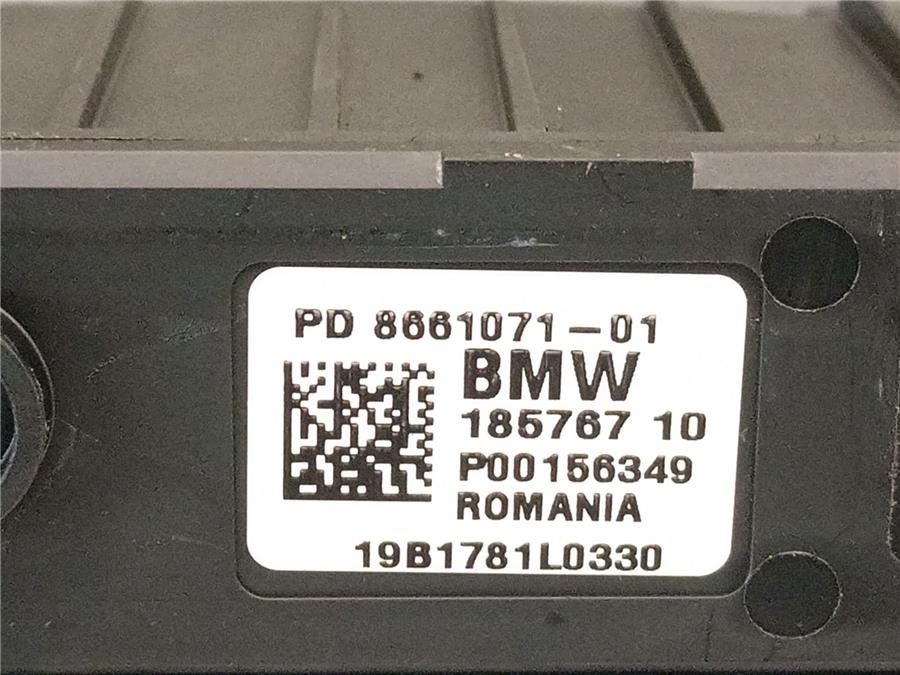 PD 8661071-01
BMW
185767 10
P00156349
ROMANIA
19B1781L0330